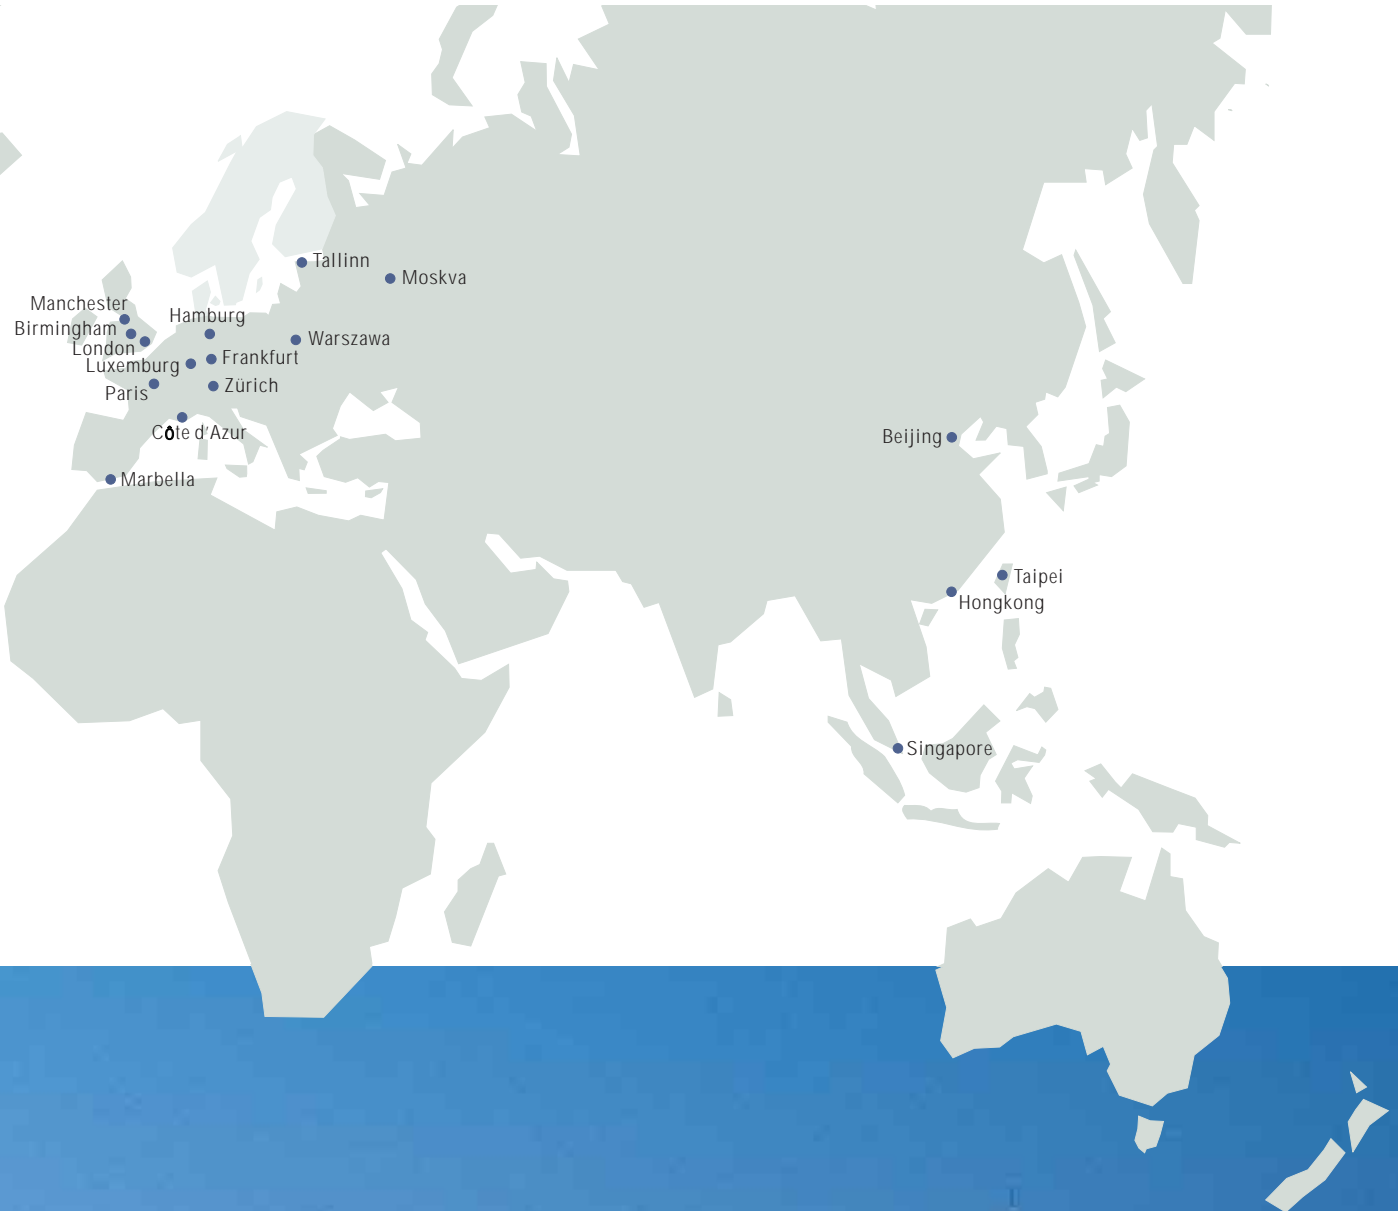 Tallinn
Moskva
Manchester
Hamburg
Birmingham
Warszawa
London
Frankfurt
Luxemburg
Zürich
Paris
Côte d'Azur
Beijing
Marbella
Taipei
Hongkong
Singapore